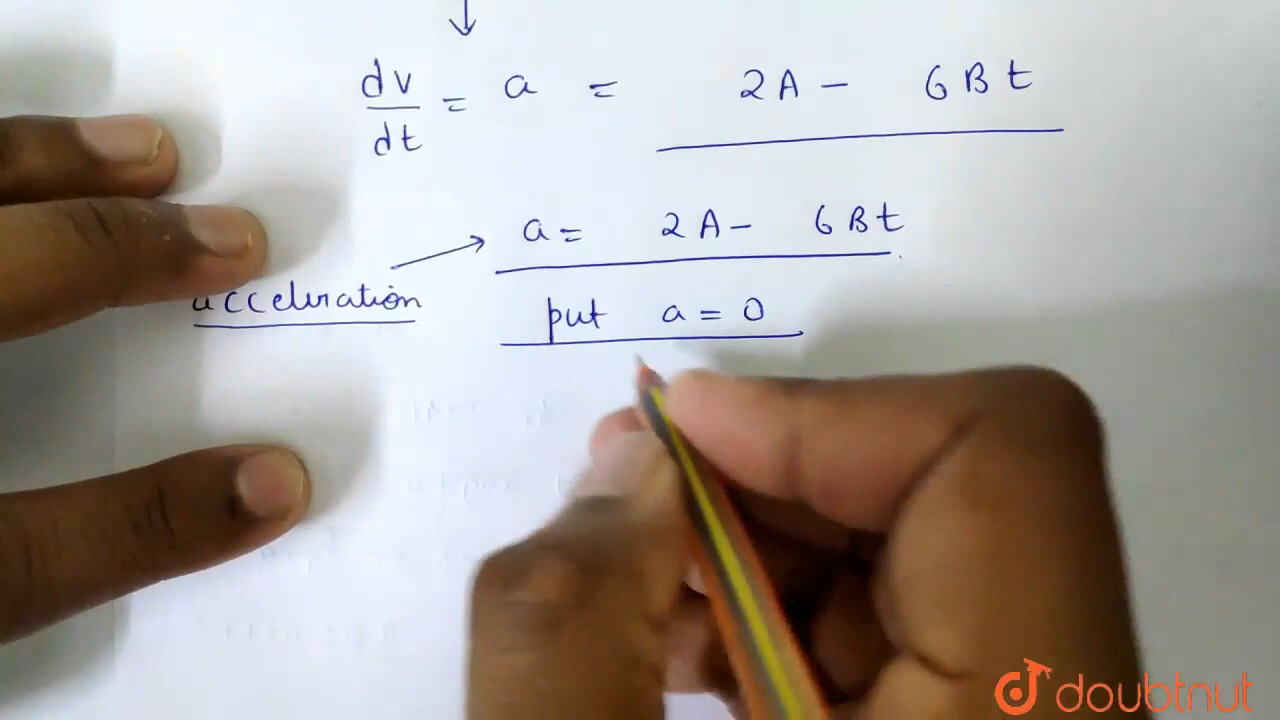 dv/dt = a = 2A - 6Bt
a = 2A - 6Bt
acceleration
put a = 0
doubtnut